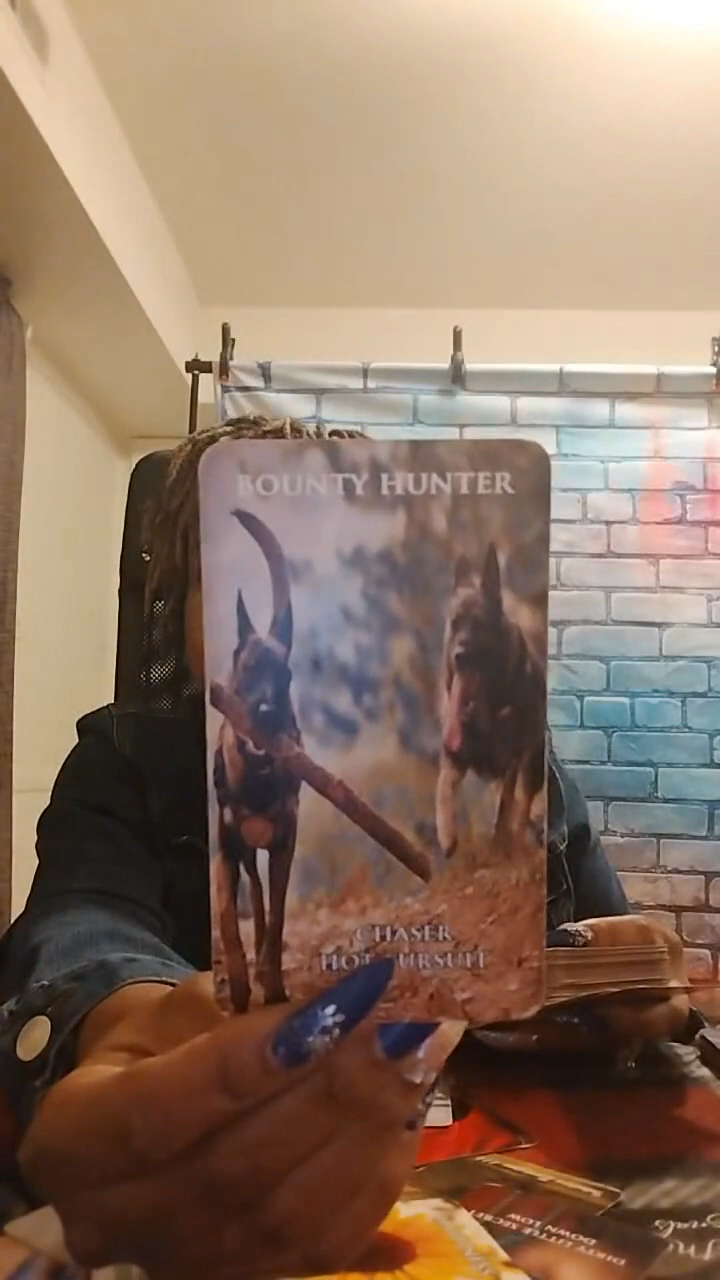 BOUNTY HUNTER
CHASER
HOT PURSUIT
DIRTY LITTLE SECRET
DOWN LOW